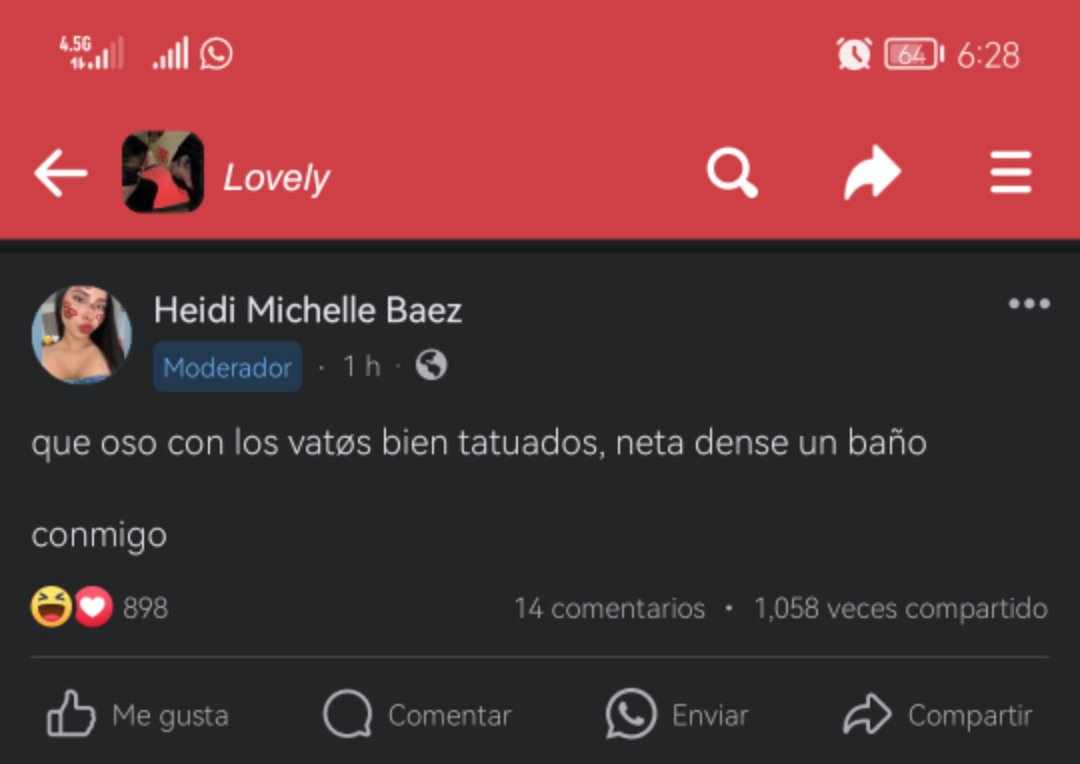 4.5G 64 6:28
Lovely
Heidi Michelle Baez
Moderador · 1 h ·
que oso con los vatøs bien tatuados, neta dense un baño
conmigo
898 14 comentarios • 1,058 veces compartido
Me gusta Comentar Enviar Compartir